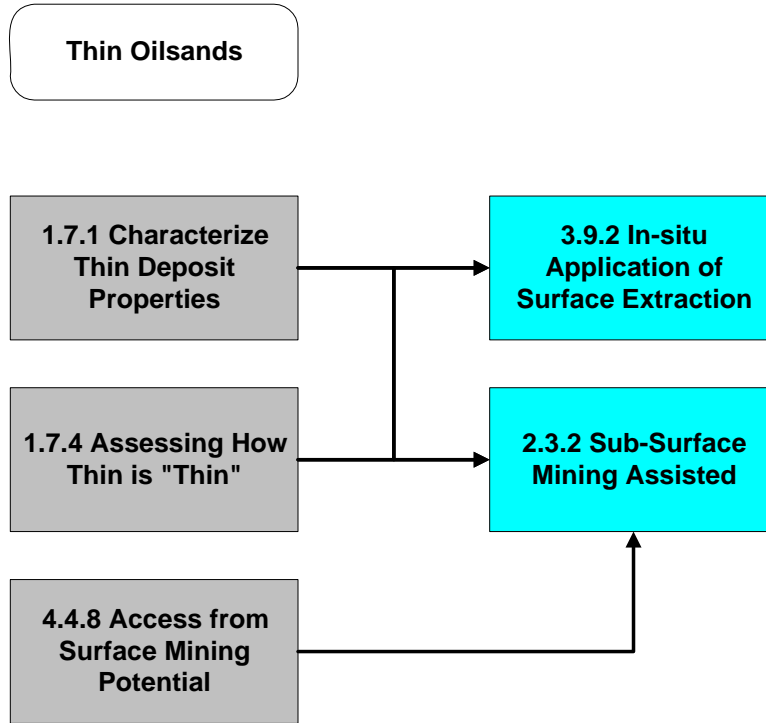 Thin Oilsands
1.7.1 Characterize
Thin Deposit
Properties
3.9.2 In-situ
Application of
Surface Extraction
1.7.4 Assessing How
Thin is "Thin"
2.3.2 Sub-Surface
Mining Assisted
4.4.8 Access from
Surface Mining
Potential